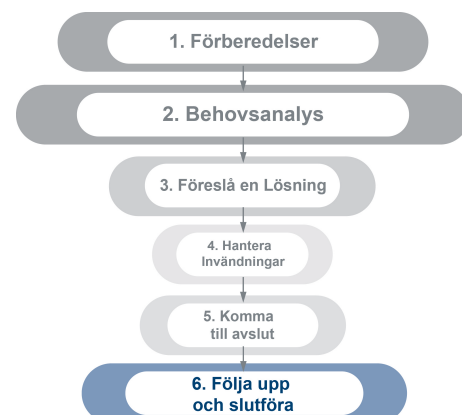 1. Förberedelser
2. Behovsanalys
3. Föreslå en Lösning
4. Hantera
Invändningar
5. Komma
till avslut
6. Följa upp
och slutföra